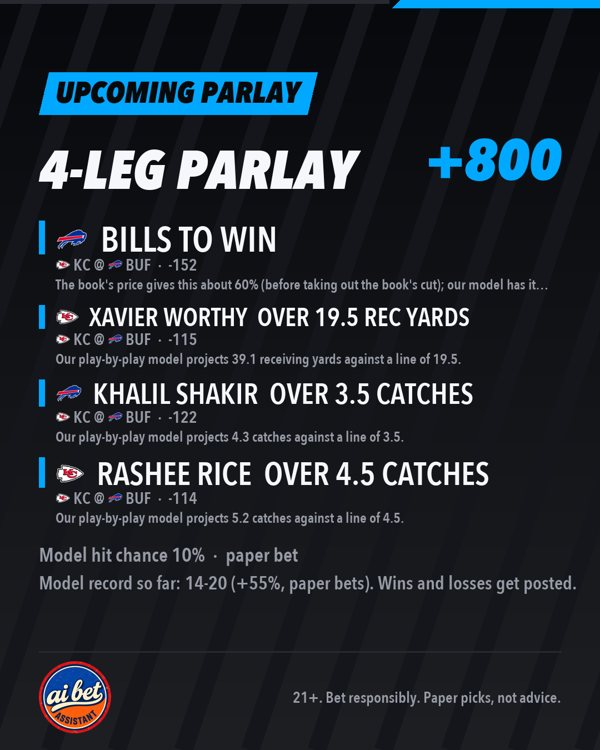 UPCOMING PARLAY
4-LEG PARLAY +800
BILLS TO WIN
KC @ BUF · -152
The book's price gives this about 60% (before taking out the book's cut); our model has it...
XAVIER WORTHY OVER 19.5 REC YARDS
KC @ BUF · -115
Our play-by-play model projects 39.1 receiving yards against a line of 19.5.
KHALIL SHAKIR OVER 3.5 CATCHES
KC @ BUF · -122
Our play-by-play model projects 4.3 catches against a line of 3.5.
RASHEE RICE OVER 4.5 CATCHES
KC @ BUF · -114
Our play-by-play model projects 5.2 catches against a line of 4.5.
Model hit chance 10% · paper bet
Model record so far: 14-20 (+55%, paper bets). Wins and losses get posted.
ai bet
ASSISTANT
21+. Bet responsibly. Paper picks, not advice.